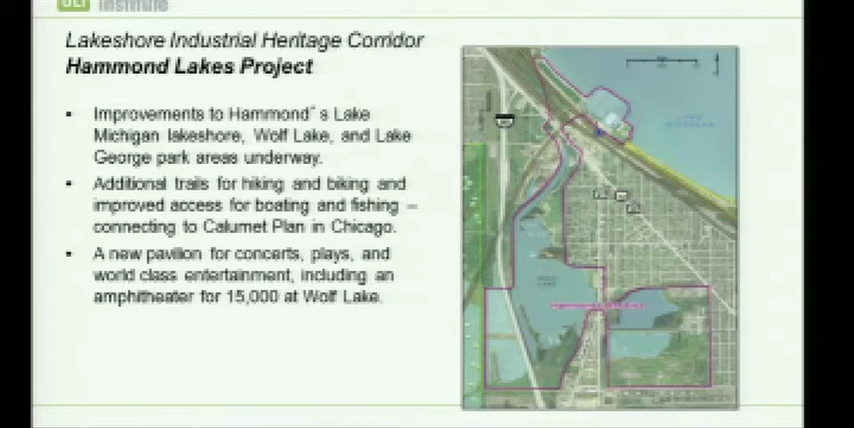 ULI Institute
Lakeshore Industrial Heritage Corridor
Hammond Lakes Project
• Improvements to Hammond" s Lake
Michigan lakeshore, Wolf Lake, and Lake
George park areas underway.
• Additional trails for hiking and biking and
improved access for boating and fishing –
connecting to Calumet Plan in Chicago.
• A new pavilion for concerts, plays, and
world class entertainment, including an
amphitheater for 15,000 at Wolf Lake.